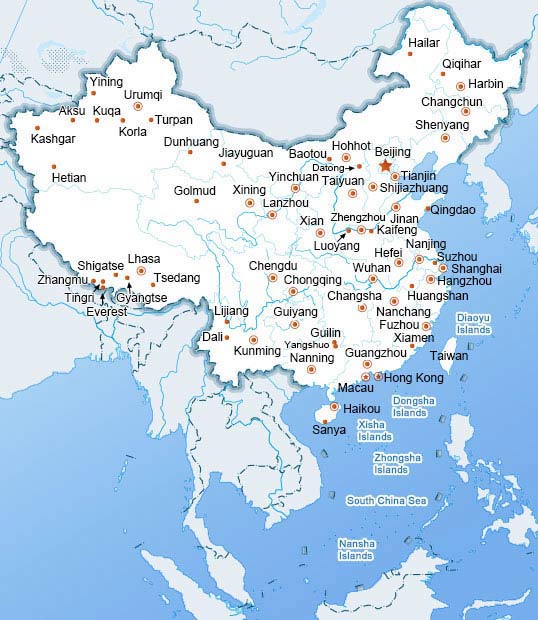 Hailar
Qiqihar
Harbin
Changchun
Shenyang
Yining
Urumqi
Aksu
Kuqa
Korla
Turpan
Kashgar
Hetian
Dunhuang
Jiayuguan
Golmud
Xining
Lanzhou
Yinchuan
Baotou
Hohhot
Datong
Beijing
Tianjin
Taiyuan
Shijiazhuang
Jinan
Qingdao
Xian
Luoyang
Zhengzhou
Kaifeng
Hefei
Nanjing
Suzhou
Shanghai
Hangzhou
Huangshan
Wuhan
Lhasa
Shigatse
Tsedang
Zhangmu
Tingri
Gyangtse
Everest
Chengdu
Chongqing
Changsha
Nanchang
Fuzhou
Xiamen
Diaoyu
Islands
Taiwan
Lijiang
Dali
Kunming
Guiyang
Guilin
Yangshuo
Nanning
Guangzhou
Macau
Hong Kong
Haikou
Sanya
Dongsha
Islands
Xisha
Islands
Zhongsha
Islands
South China Sea
Nansha
Islands